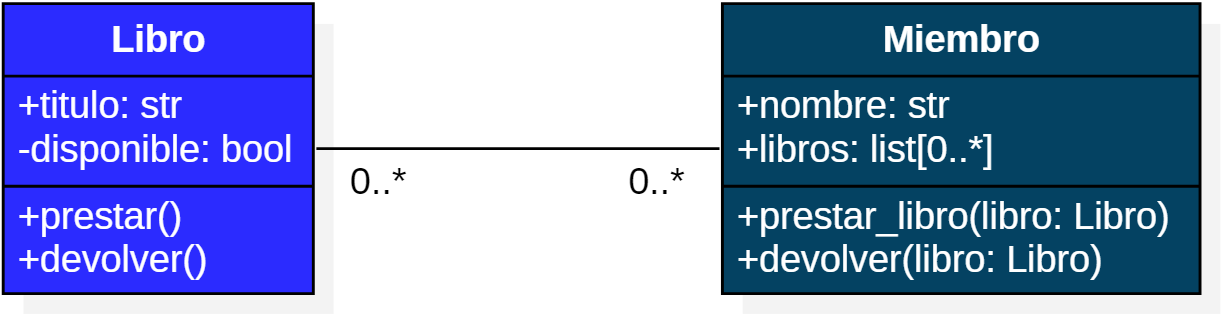 Libro
+titulo: str
-disponible: bool
+prestar()
+devolver()
0..*
0..*
Miembro
+nombre: str
+libros: list[0..*]
+prestar_libro(libro: Libro)
+devolver(libro: Libro)